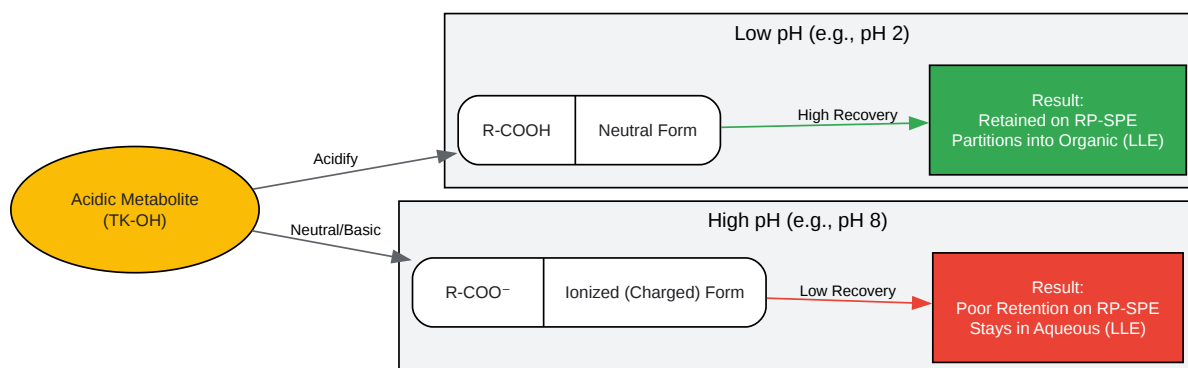 Low pH (e.g., pH 2)
R-COOH
Neutral Form
High Recovery
Result:
Retained on RP-SPE
Partitions into Organic (LLE)
Acidify
Acidic Metabolite
(TK-OH)
Neutral/Basic
High pH (e.g., pH 8)
R-COO⁻
Ionized (Charged) Form
Low Recovery
Result:
Poor Retention on RP-SPE
Stays in Aqueous (LLE)